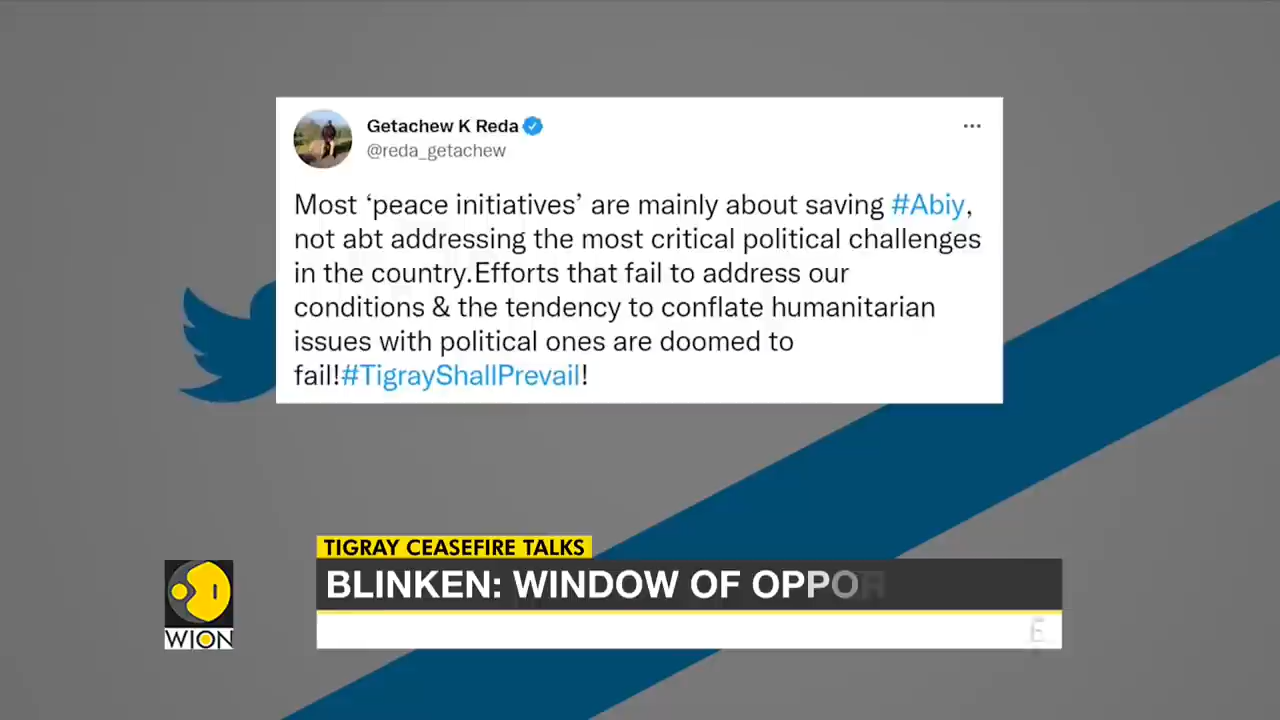 Getachew K Reda
@reda_getachew
Most ‘peace initiatives’ are mainly about saving #Abiy,
not abt addressing the most critical political challenges
in the country.Efforts that fail to address our
conditions & the tendency to conflate humanitarian
issues with political ones are doomed to
fail!#TigrayShallPrevail!
TIGRAY CEASEFIRE TALKS
BLINKEN: WINDOW OF OPPOR
WION